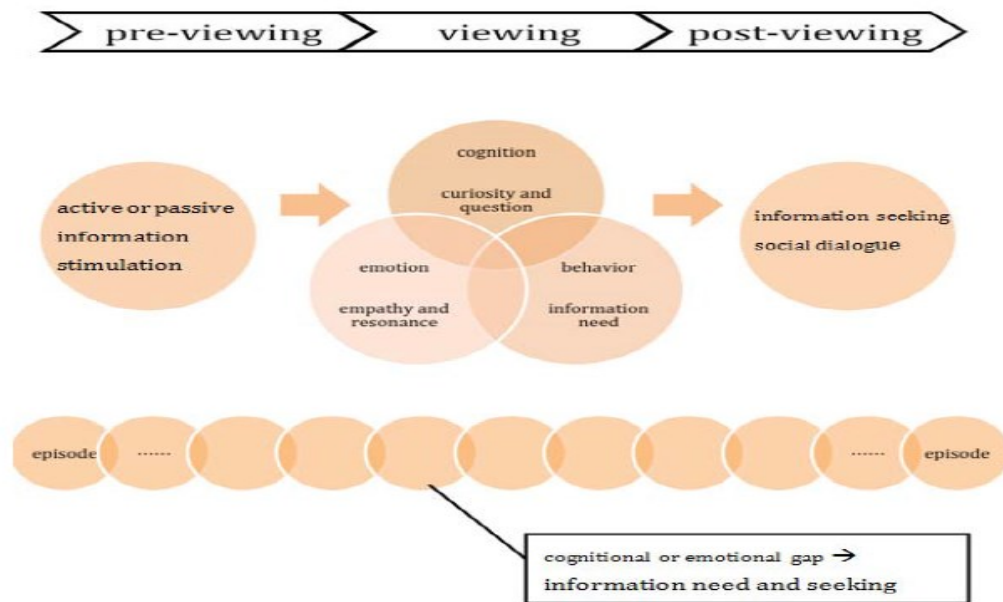 pre-viewing
viewing
post-viewing
active or passive
information
stimulation
cognition
curiosity and
question
emotion
empathy and
resonance
behavior
information
need
information seeking
social dialogue
episode
......
......
episode
cognitional or emotional gap →
information need and seeking